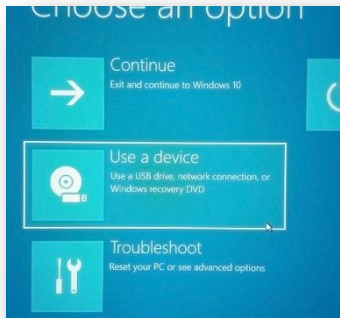 Choose an option
Continue
Exit and continue to Windows 10
Use a device
Use a USB drive, network connection, or
Windows recovery DVD
Troubleshoot
Reset your PC or see advanced options